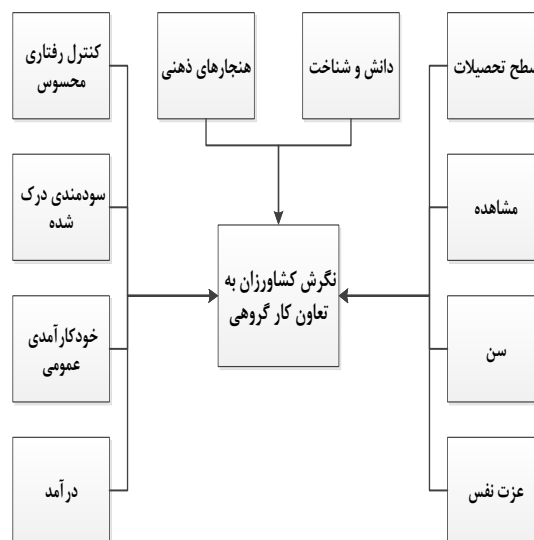 سطح تحصیلات
دانش و شناخت
هنجارهای ذهنی
کنترل رفتاری
محسوس
مشاهده
سودمندی درک
شده
نگرش کشاورزان به
تعاون کار گروهی
سن
خودکارآمدی
عمومی
عزت نفس
درآمد